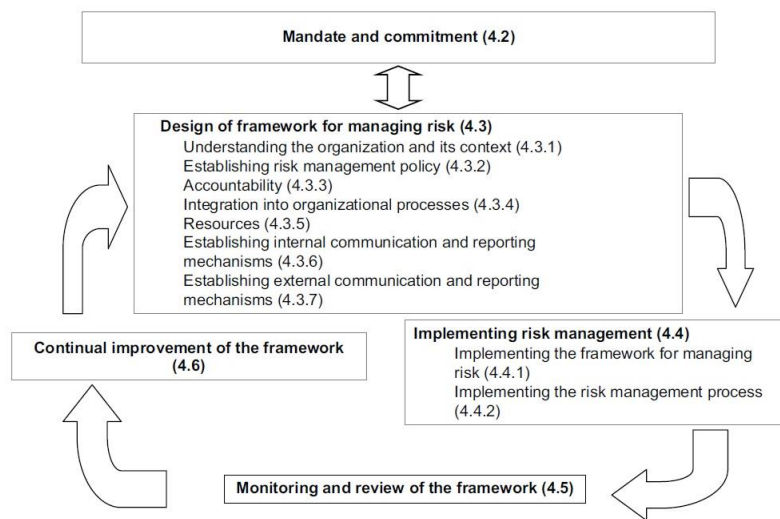 Mandate and commitment (4.2)
Design of framework for managing risk (4.3)
Understanding the organization and its context (4.3.1)
Establishing risk management policy (4.3.2)
Accountability (4.3.3)
Integration into organizational processes (4.3.4)
Resources (4.3.5)
Establishing internal communication and reporting
mechanisms (4.3.6)
Establishing external communication and reporting
mechanisms (4.3.7)
Implementing risk management (4.4)
Implementing the framework for managing
risk (4.4.1)
Implementing the risk management process
(4.4.2)
Continual improvement of the framework
(4.6)
Monitoring and review of the framework (4.5)